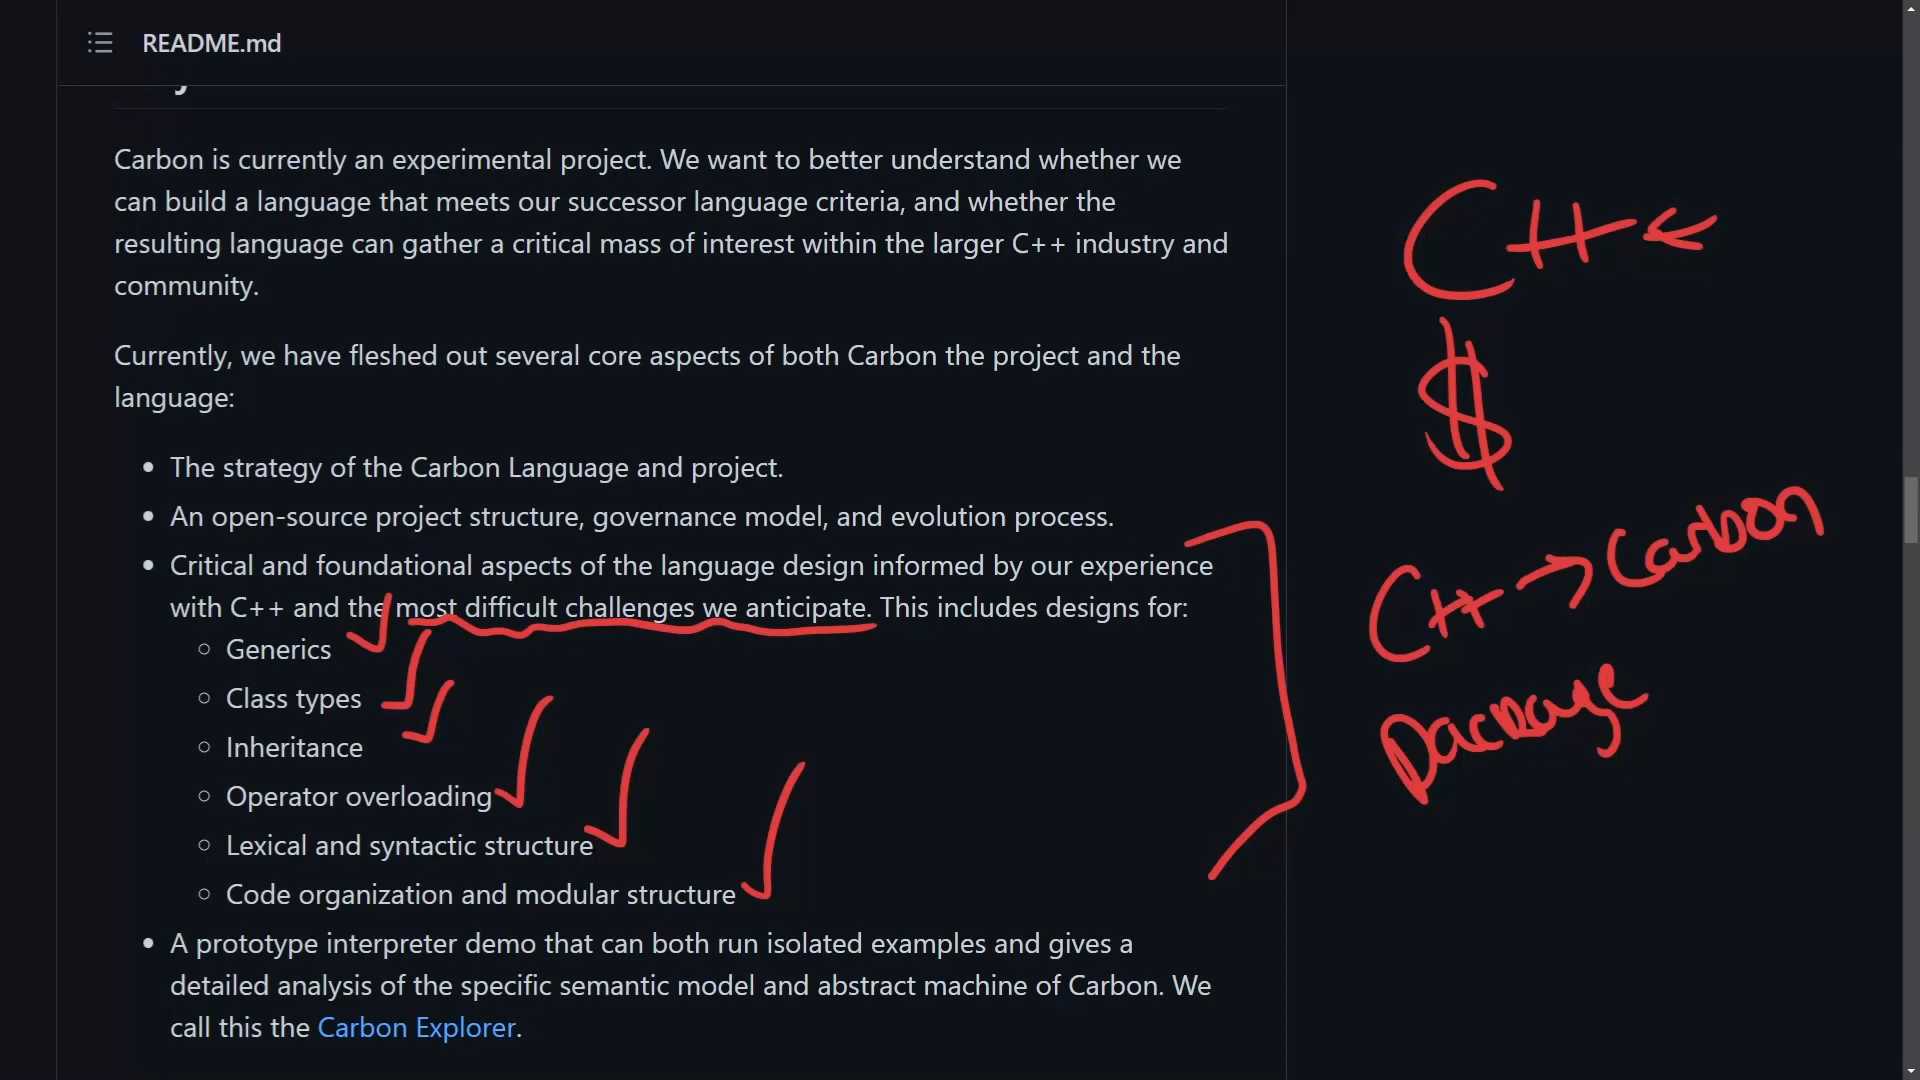 README.md
Carbon is currently an experimental project. We want to better understand whether we
can build a language that meets our successor language criteria, and whether the
resulting language can gather a critical mass of interest within the larger C++ industry and
community.
Currently, we have fleshed out several core aspects of both Carbon the project and the
language:
The strategy of the Carbon Language and project.
An open-source project structure, governance model, and evolution process.
Critical and foundational aspects of the language design informed by our experience
with C++ and the most difficult challenges we anticipate. This includes designs for:
Generics
Class types
Inheritance
Operator overloading
Lexical and syntactic structure
Code organization and modular structure
A prototype interpreter demo that can both run isolated examples and gives a
detailed analysis of the specific semantic model and abstract machine of Carbon. We
call this the Carbon Explorer.
C++ ←
$
C++ → Carbon